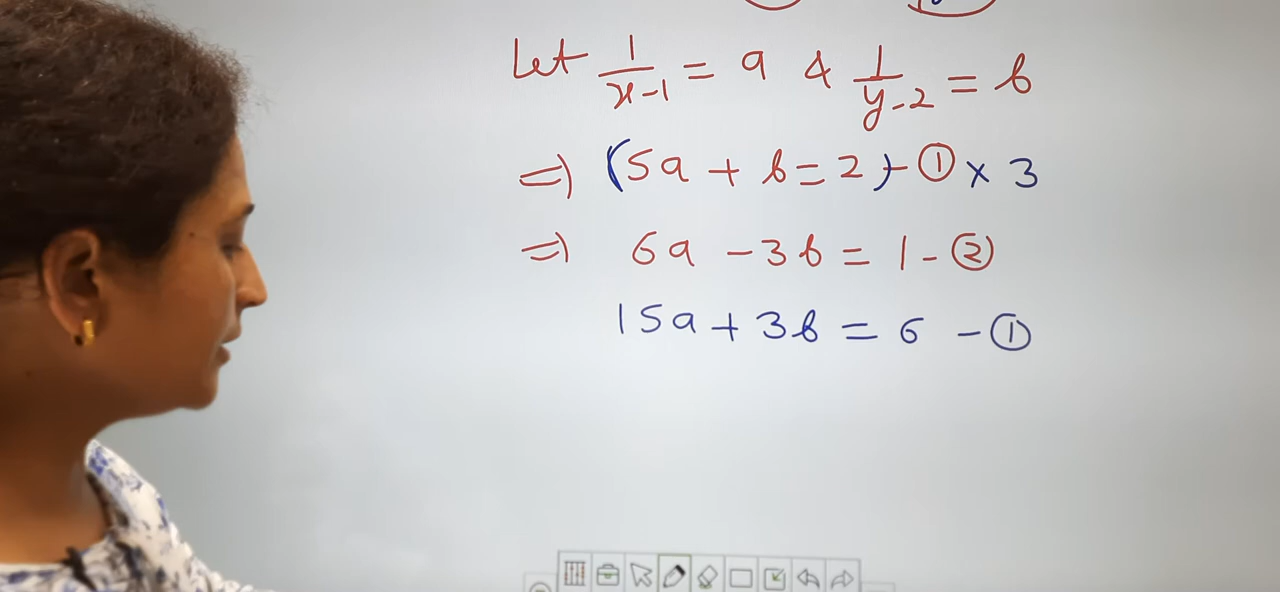 Let 1/x-1 = a & 1/y-2 = b
=> (5a + b = 2) - ① × 3
=> 6a - 3b = 1 - ②
15a + 3b = 6 - ①